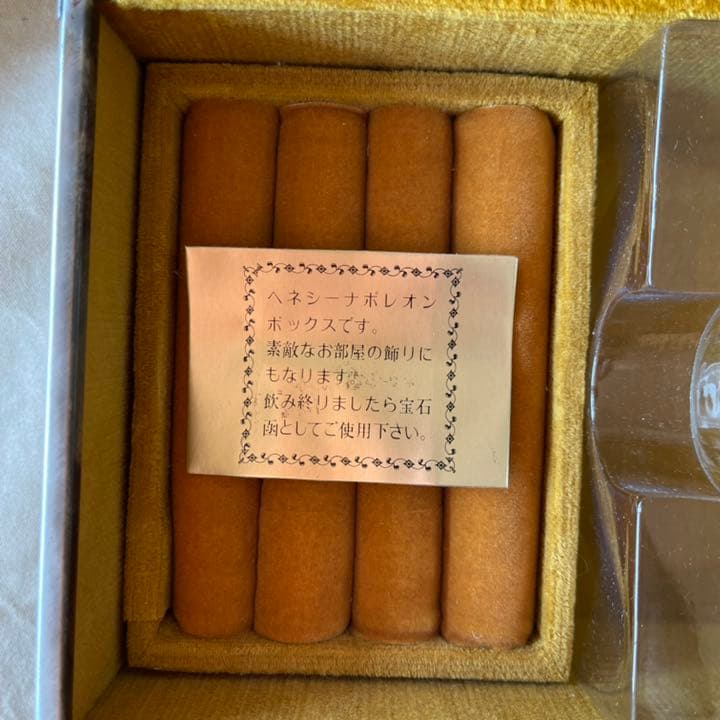 ヘネシーナポレオン
ボックスです。
素敵なお部屋の飾りに
もなります。
飲み終りましたら宝石
函としてご使用下さい。